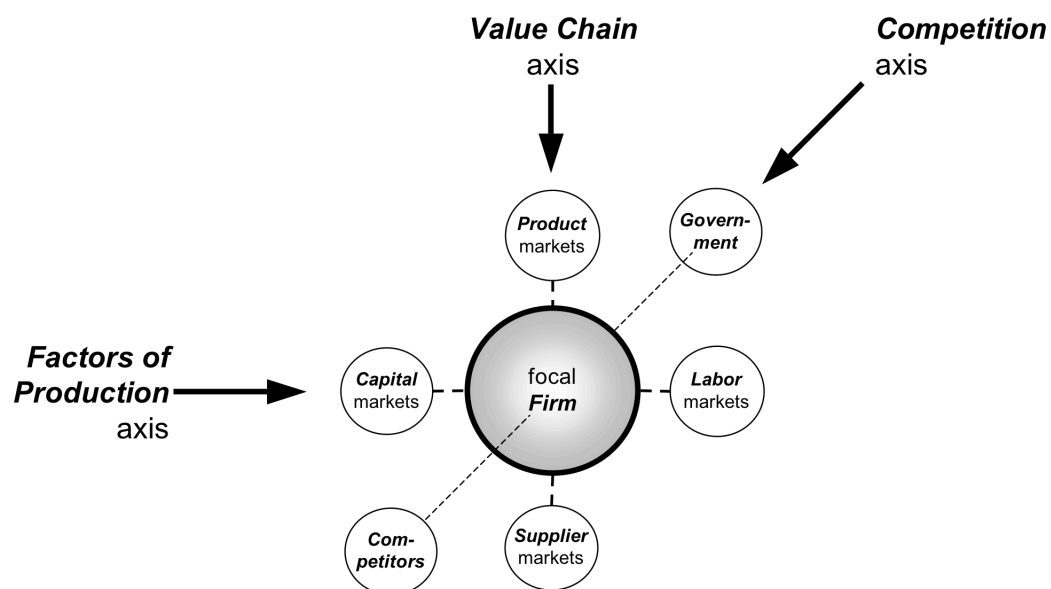 Value Chain
axis
Competition
axis
Product
markets
Govern-
ment
Factors of
Production
axis
Capital
markets
focal
Firm
Labor
markets
Com-
petitors
Supplier
markets